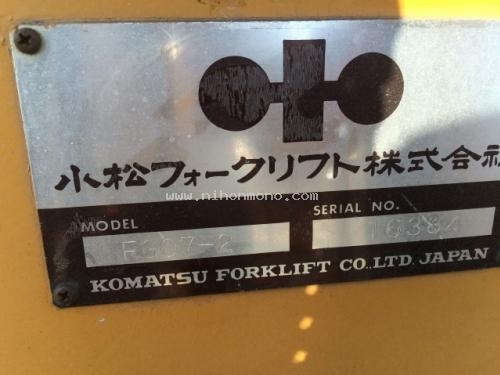 小松フォークリフト株式会社
www.nihonmono.com
MODEL SERIAL NO.
16384
KOMATSU FORKLIFT CO.,LTD. JAPAN